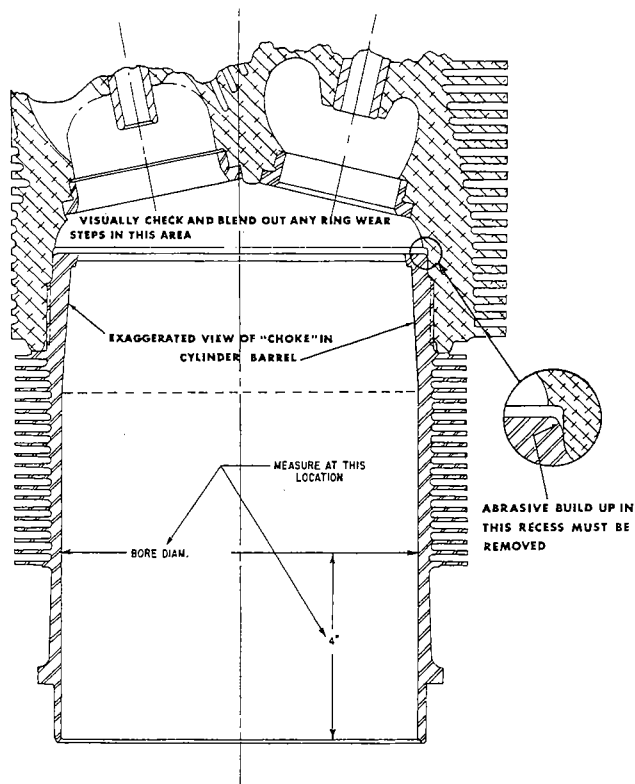 VISUALLY CHECK AND BLEND OUT ANY RING WEAR
STEPS IN THIS AREA
EXAGGERATED VIEW OF "CHOKE" IN
CYLINDER BARREL
MEASURE AT THIS
LOCATION
BORE DIAM.
4"
ABRASIVE BUILD UP IN
THIS RECESS MUST BE
REMOVED